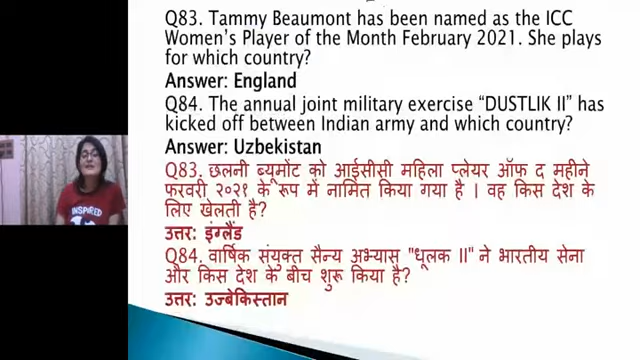 Q83. Tammy Beaumont has been named as the ICC
Women's Player of the Month February 2021. She plays
for which country?
Answer: England
Q84. The annual joint military exercise "DUSTLIK II" has
kicked off between Indian army and which country?
Answer: Uzbekistan
Q83. छलनी ब्यूमोंट को आईसीसी महिला प्लेयर ऑफ द महीने
फरवरी २०२१ के रूप में नामित किया गया है । वह किस देश के
लिए खेलती है?
उत्तर: इंग्लैंड
Q84. वार्षिक संयुक्त सैन्य अभ्यास "धूलक II" ने भारतीय सेना
और किस देश के बीच शुरू किया है?
उत्तर: उज्बेकिस्तान
INSPIRED